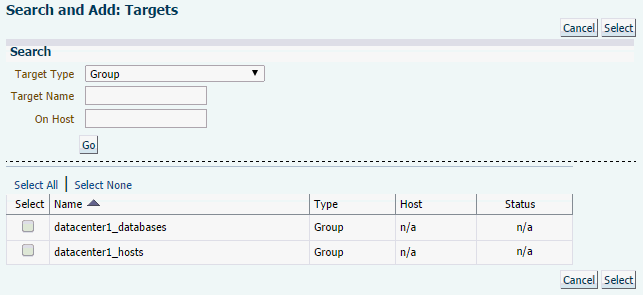 Search and Add: Targets
Cancel Select
Search
Target Type Group
Target Name
On Host
Go
Select All Select None
Select Name Type Host Status
datacenter1_databases Group n/a n/a
datacenter1_hosts Group n/a n/a
Cancel Select